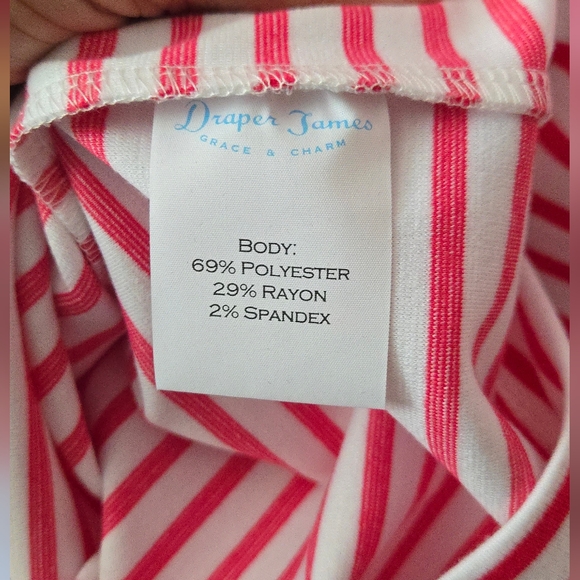 Draper James
GRACE & CHARM
BODY:
69% POLYESTER
29% RAYON
2% SPANDEX